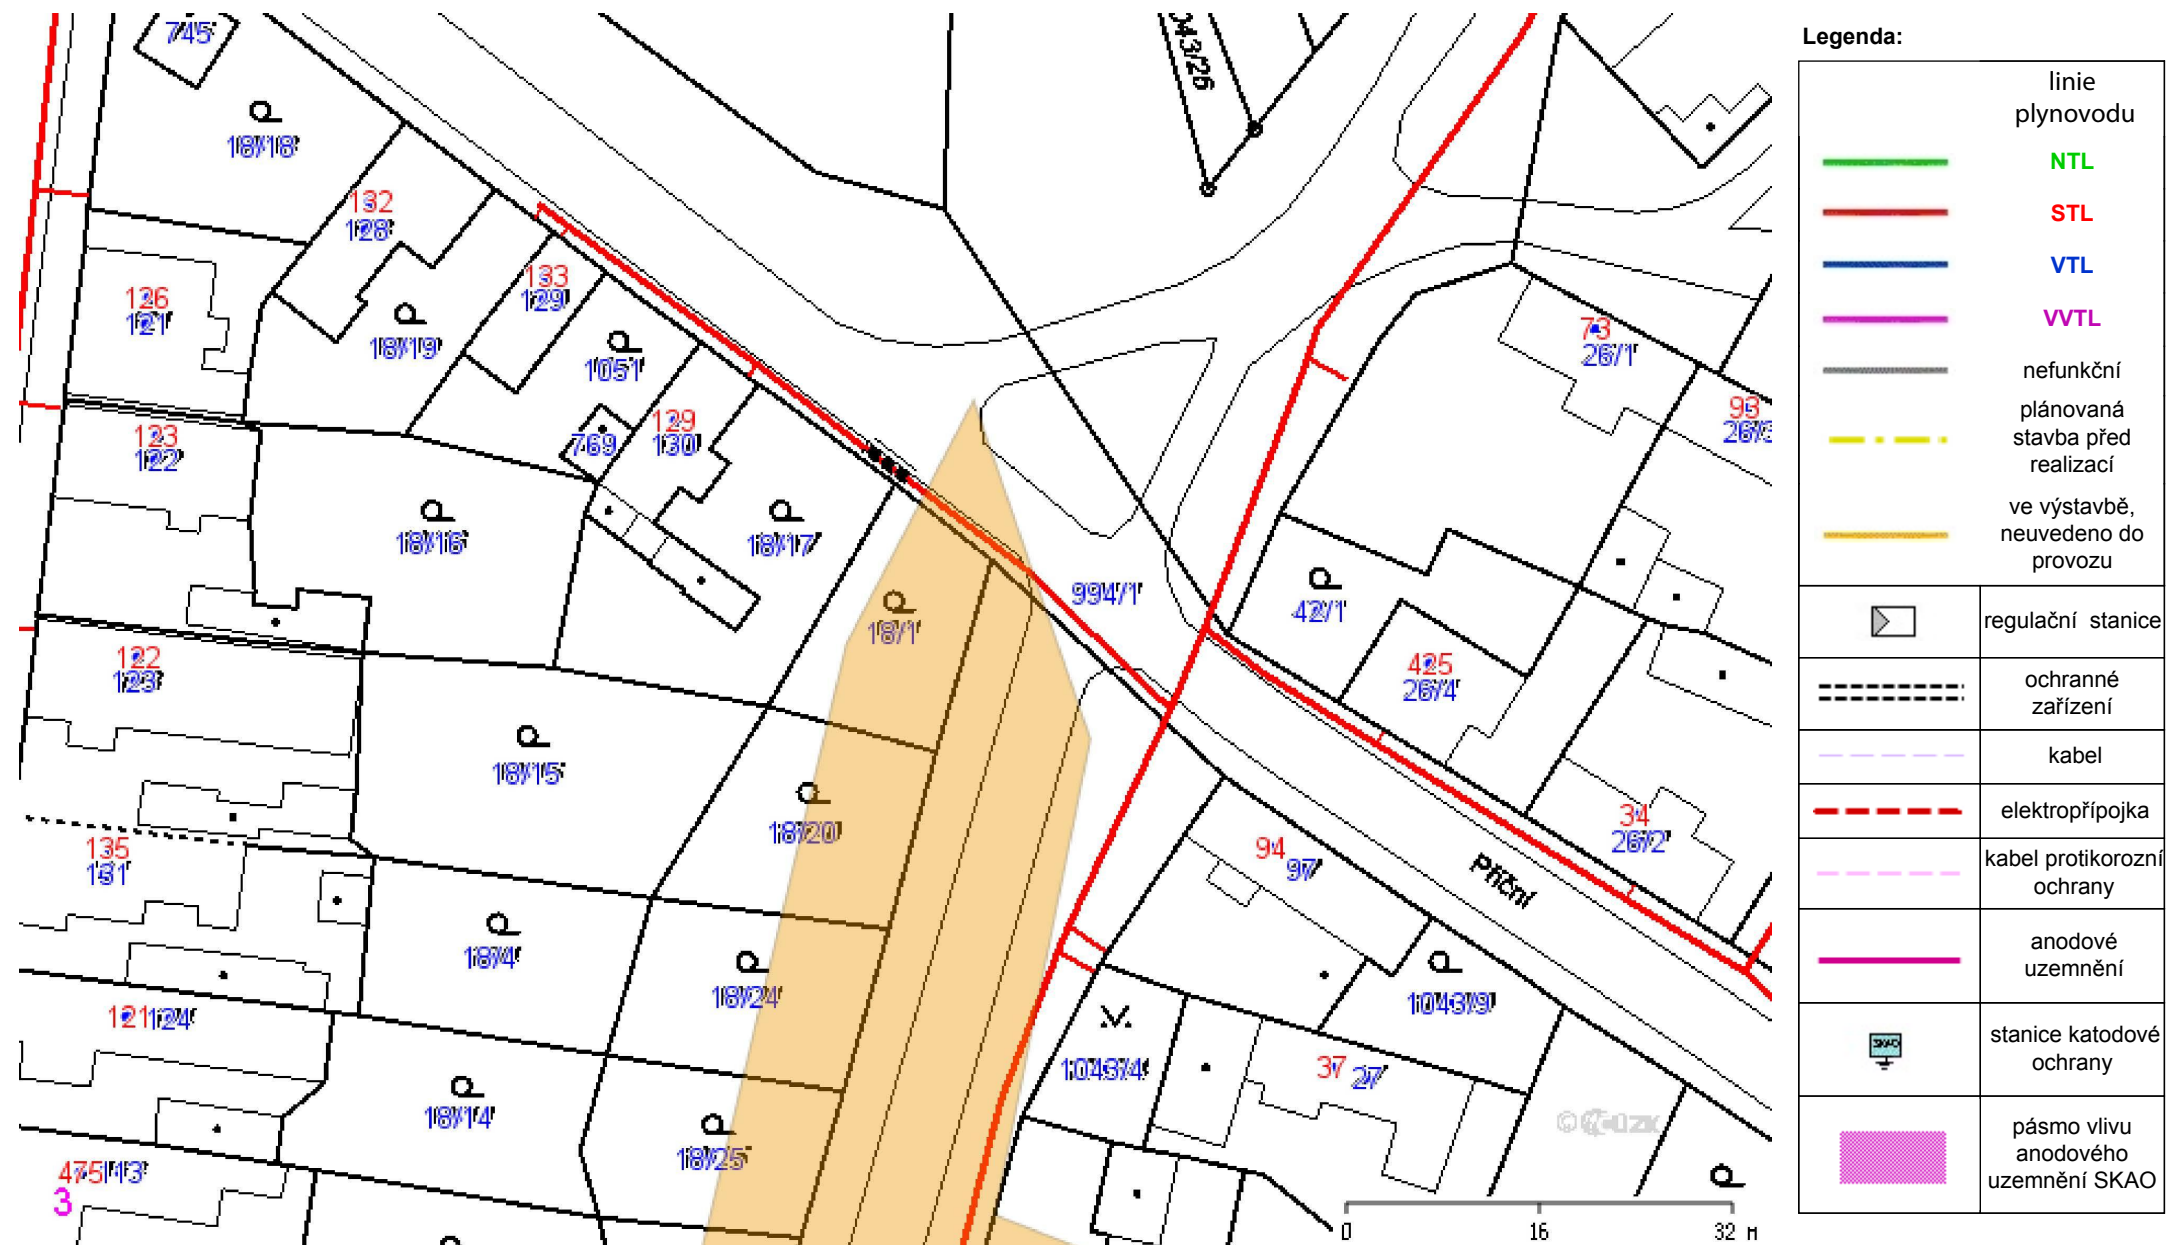 745
18/18
132
128
126
121
133
129
18/19
1051
123
122
769
129
130
18/16
18/17
122
123
18/1
18/15
18/20
135
131
18/4
18/24
121 124
18/14
18/25
475 113
3
1043/26
73
26/1
93
994/1
42/1
425
26/4
34
26/2
94
97
Příční
1043/9
1043/4
37 27
0 16 32 M
Legenda:
linie
plynovodu
NTL
STL
VTL
VVTL
nefunkční
plánovaná
stavba před
realizací
ve výstavbě,
neuvedeno do
provozu
regulační stanice
ochranné
zařízení
kabel
elektropřípojka
kabel protikorozní
ochrany
anodové
uzemnění
SKAO
stanice katodové
ochrany
pásmo vlivu
anodového
uzemnění SKAO